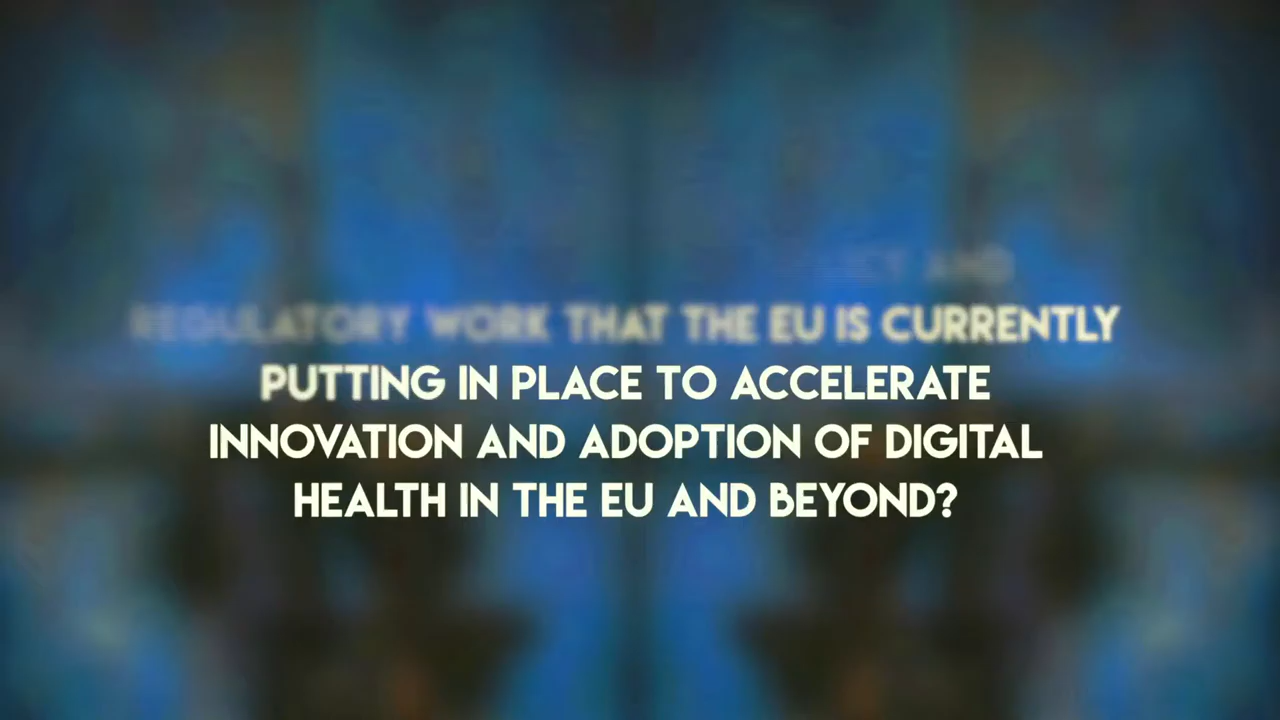 AND
REGULATORY WORK THAT THE EU IS CURRENTLY
PUTTING IN PLACE TO ACCELERATE
INNOVATION AND ADOPTION OF DIGITAL
HEALTH IN THE EU AND BEYOND?